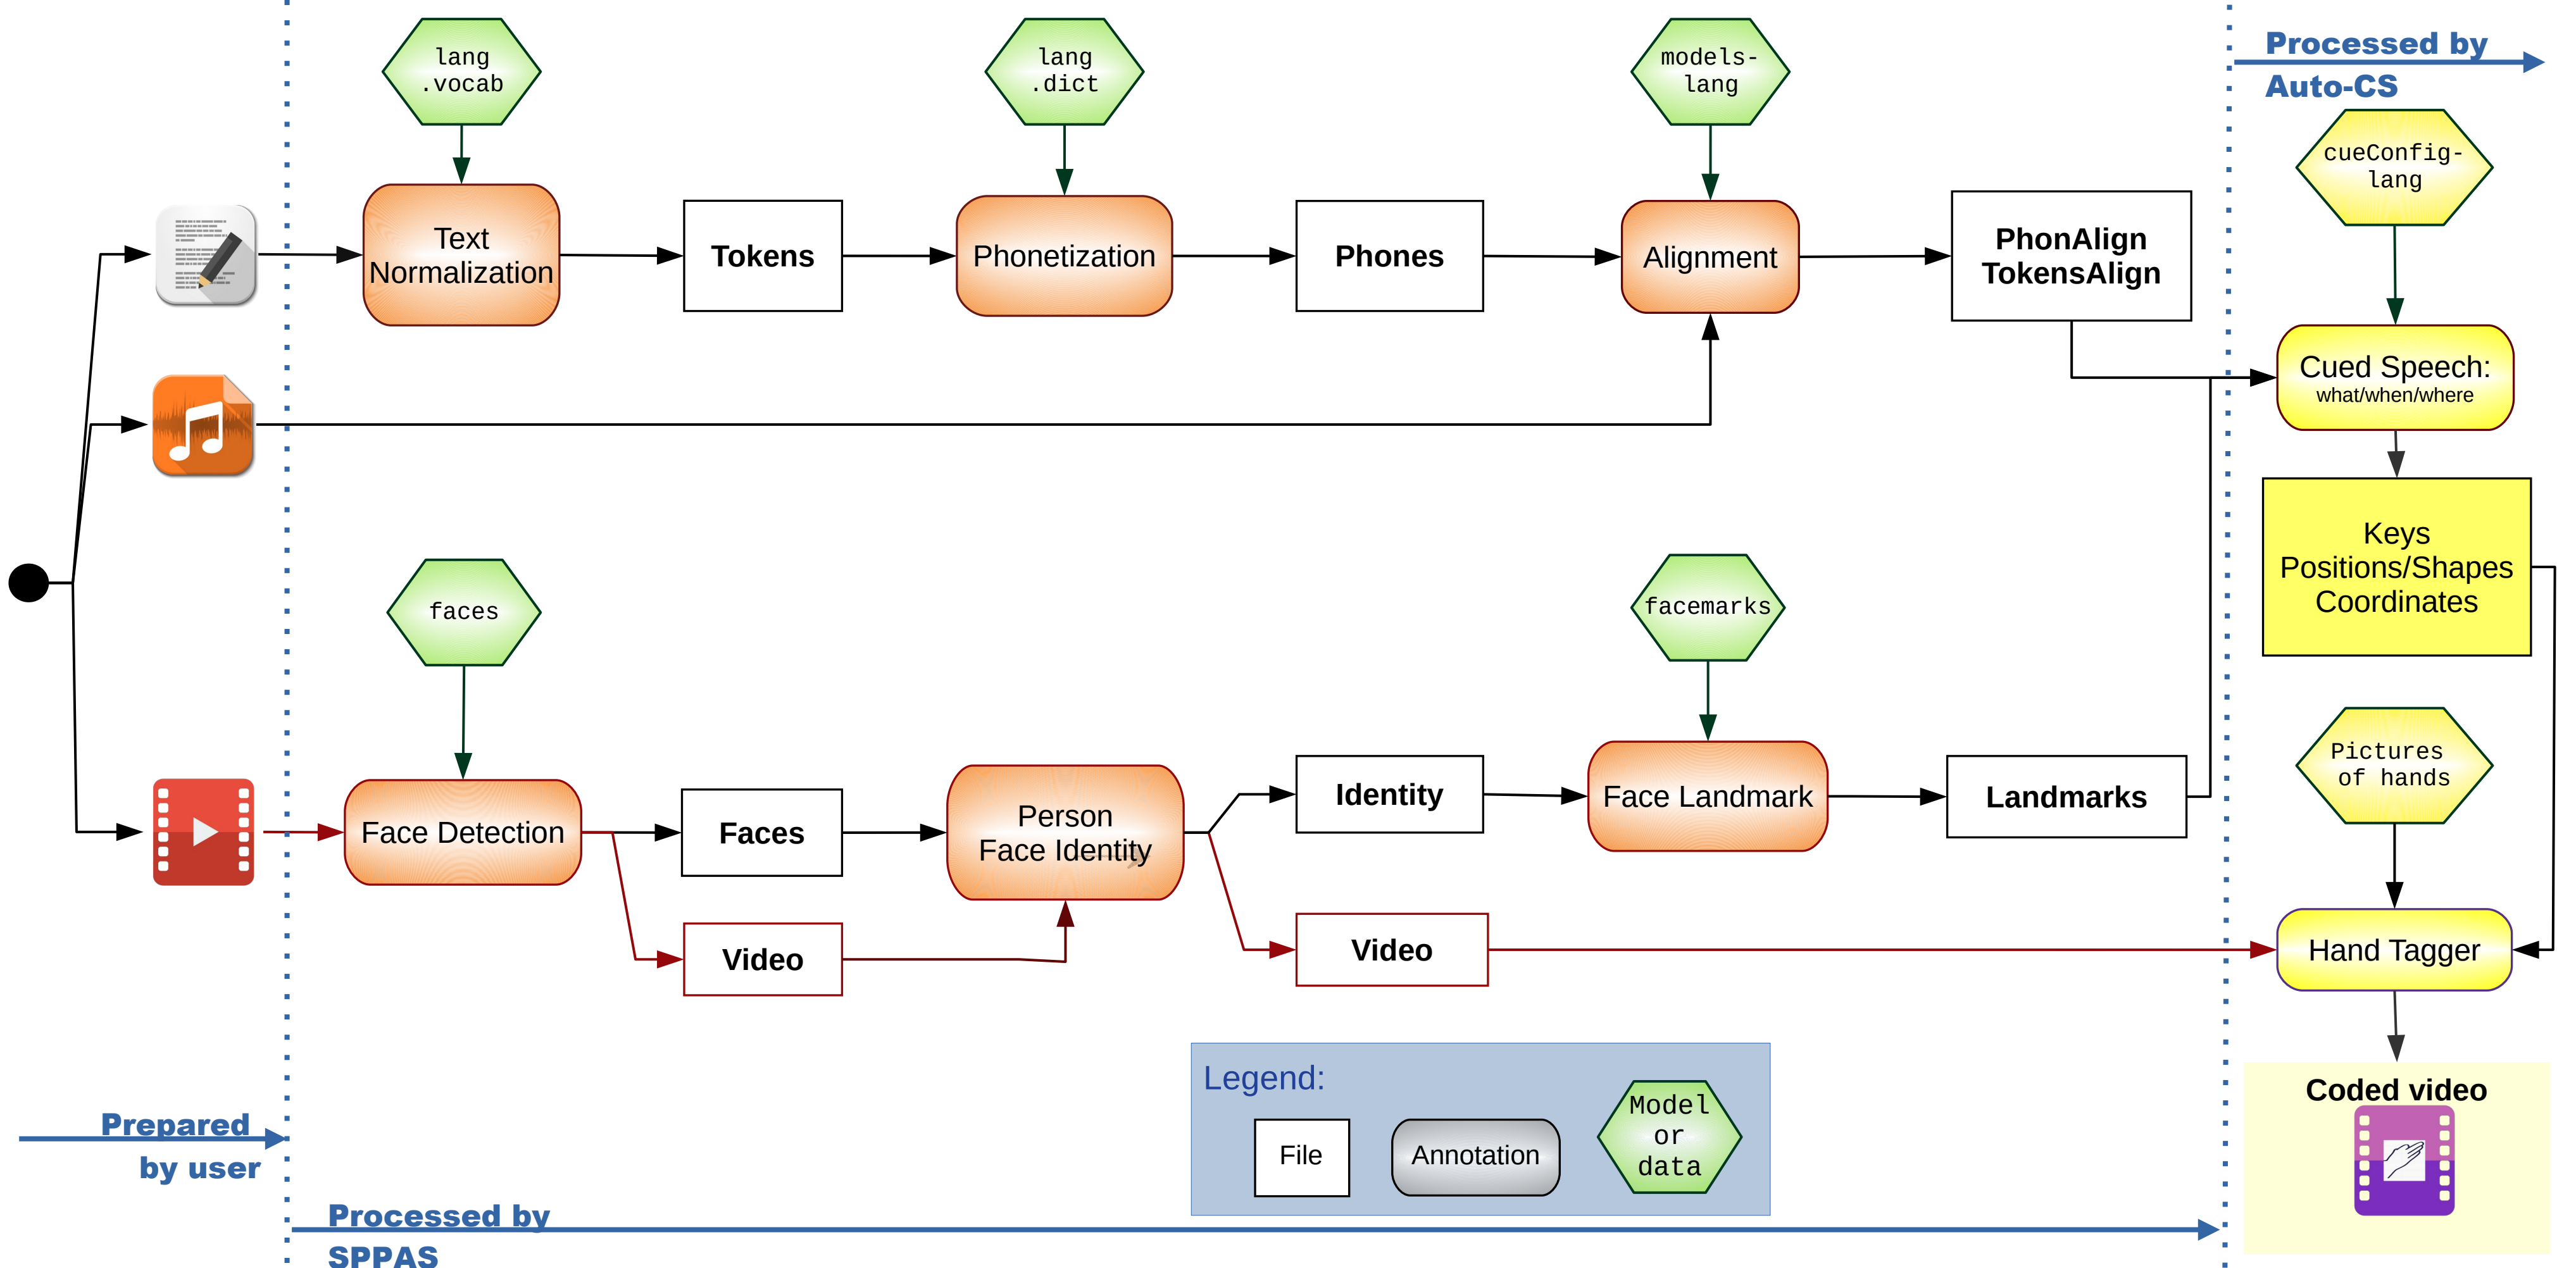 lang
.vocab
lang
.dict
models-
lang
Processed by
Auto-CS
cueConfig-
lang
Text
Normalization
Tokens
Phonetization
Phones
Alignment
PhonAlign
TokensAlign
Cued Speech:
what/when/where
Keys
Positions/Shapes
Coordinates
faces
facemarks
Pictures
of hands
Face Detection
Faces
Person
Face Identity
Identity
Face Landmark
Landmarks
Video
Video
Hand Tagger
Legend:
File
Annotation
Model
or
data
Coded video
Prepared
by user
Processed by
SPPAS